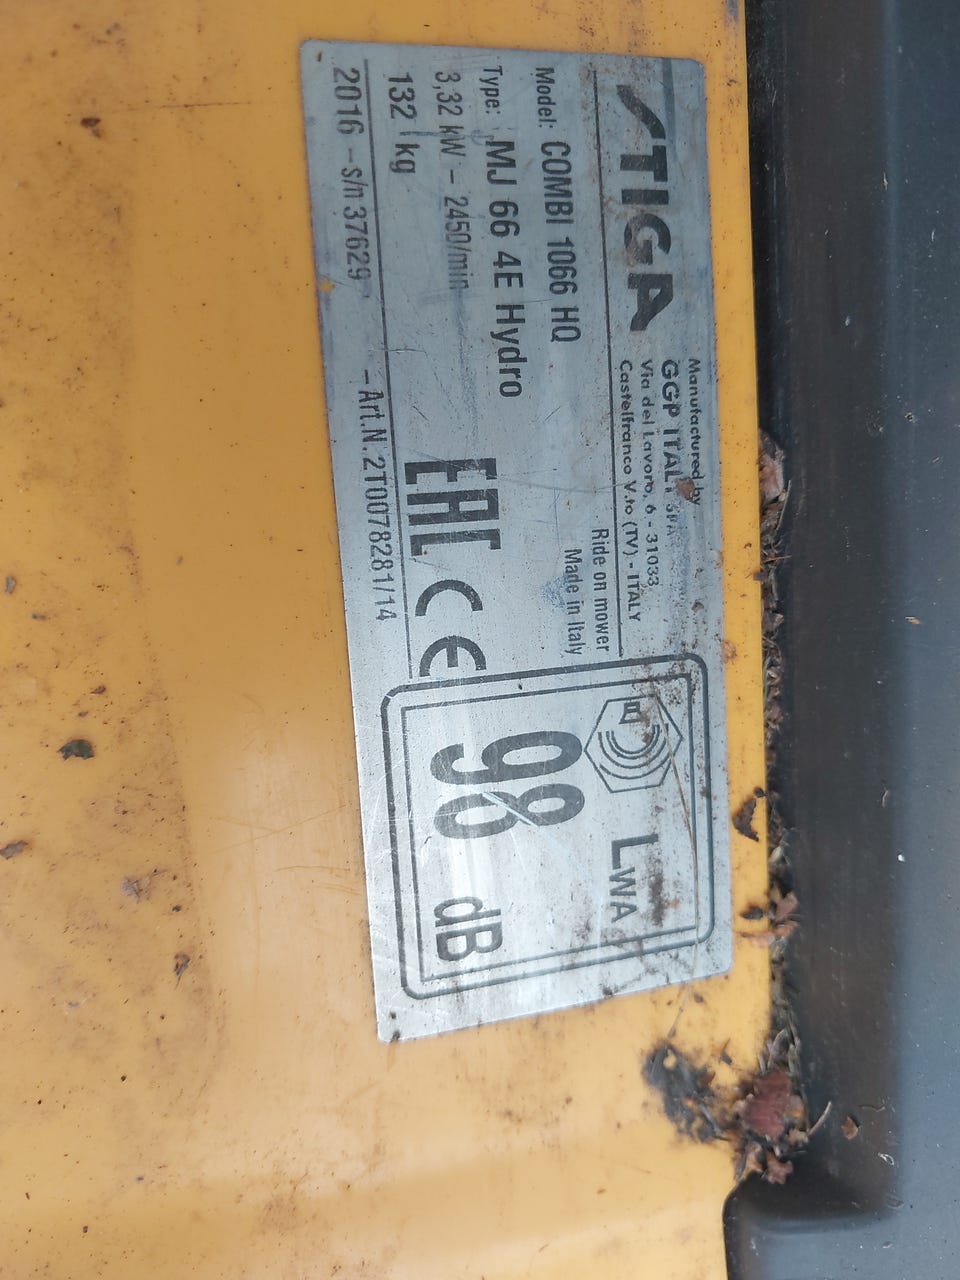 STIGA
Manufactured by
GGP ITALY SPA
Via del Lavoro, 6 - 31033
Castelfranco V.to (TV) - ITALY
Model: COMBI 1066 HQ
Ride on mower
Type: MJ 66 4E Hydro
Made in Italy
3,32 kW - 2450/min
132 kg
EAC CE
2016 - s/n 37629 - Art.N. 2T0078281/14
LWA
98
dB